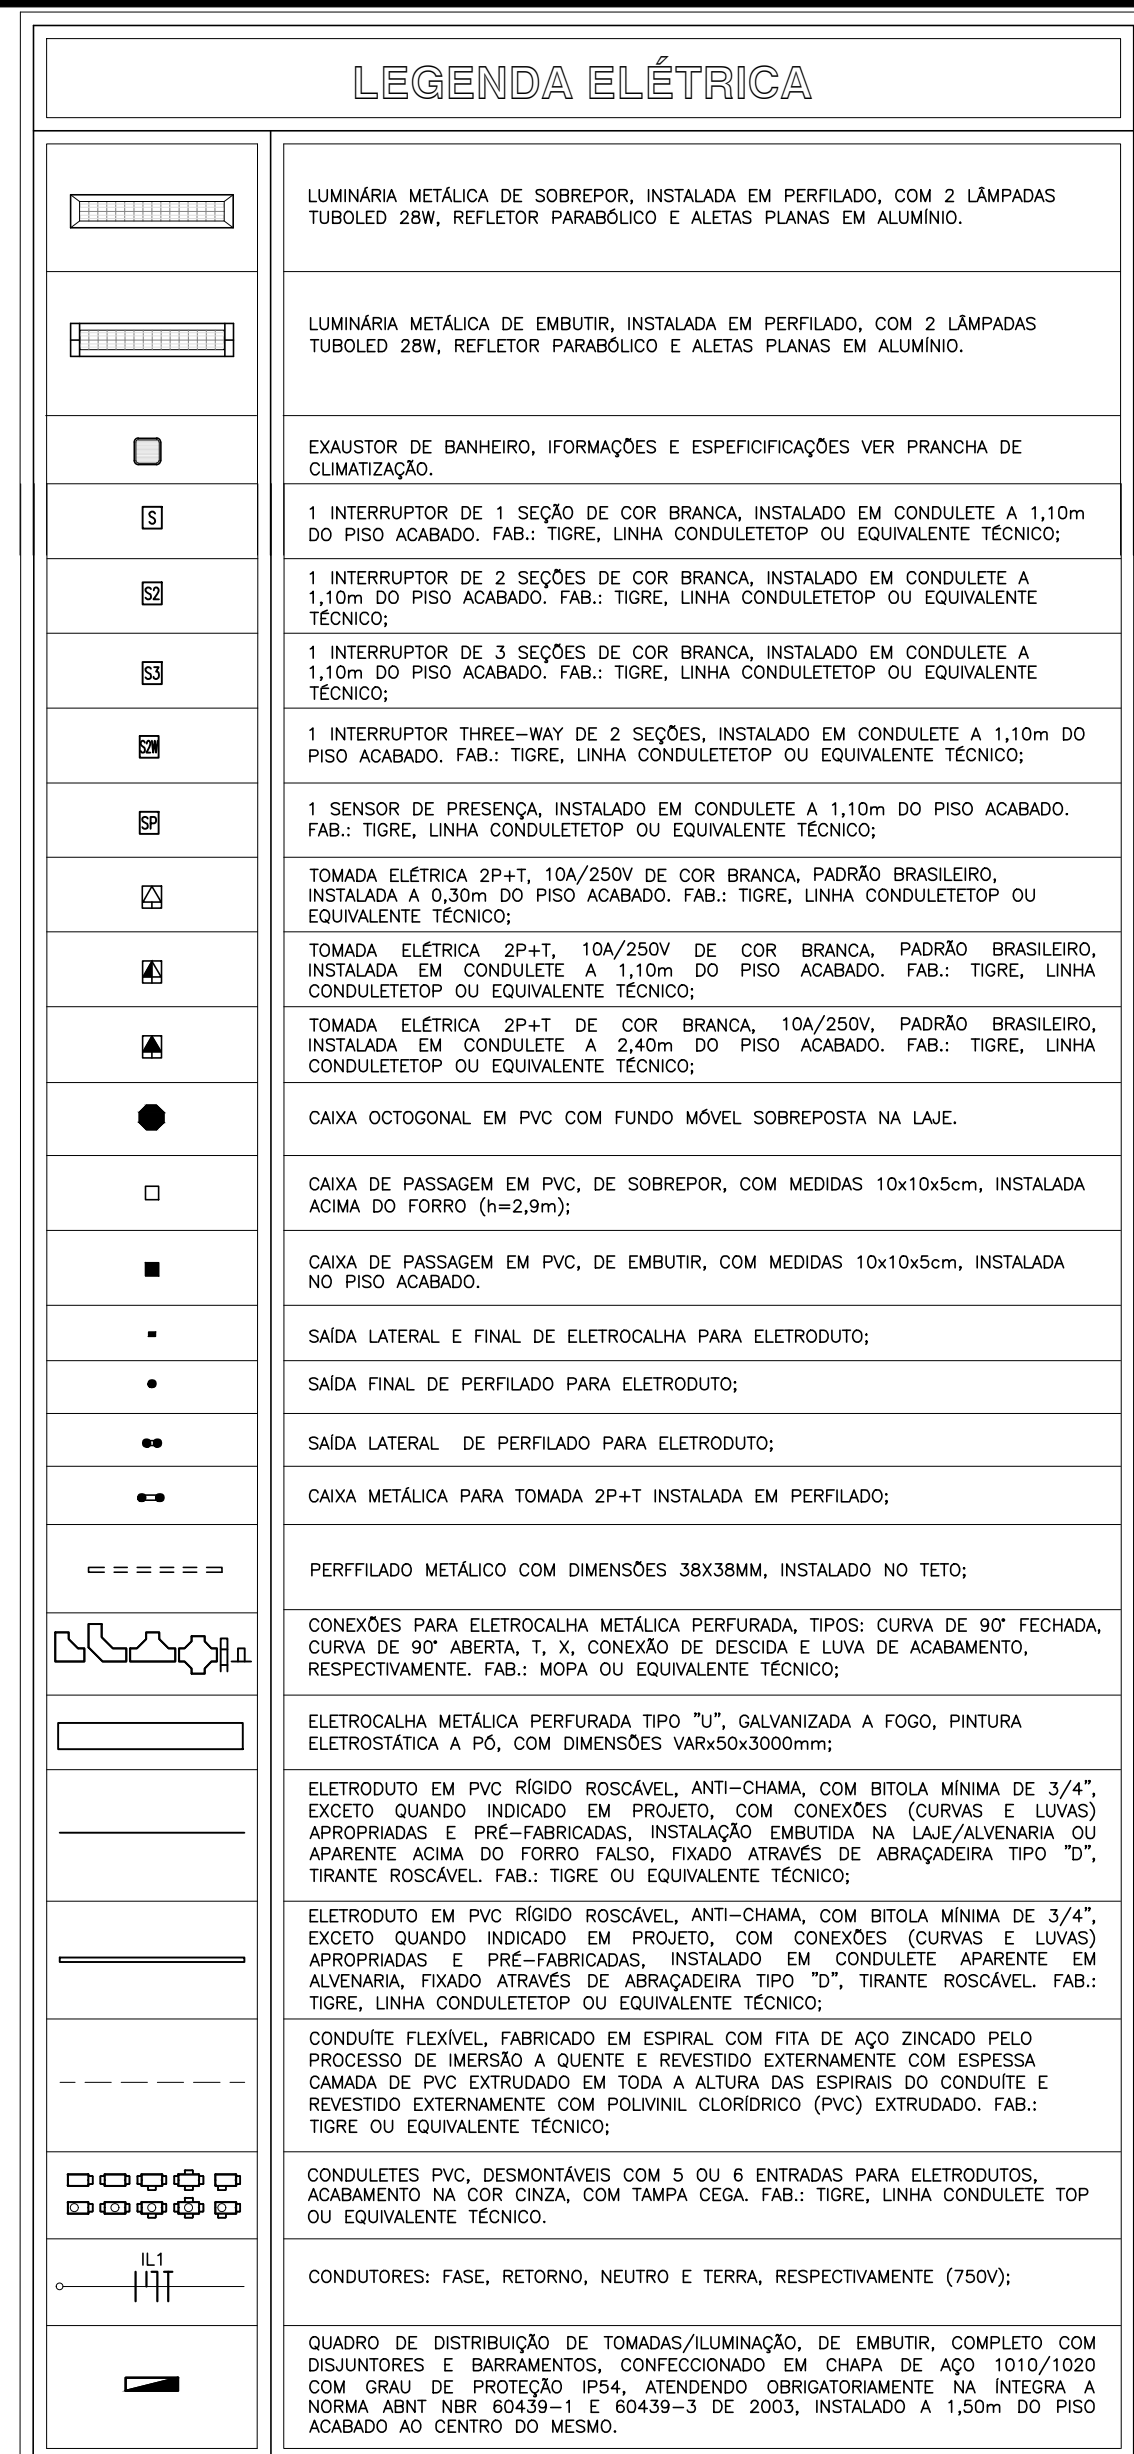 LEGENDA ELÉTRICA
LUMINÁRIA METÁLICA DE SOBREPOR, INSTALADA EM PERFILADO, COM 2 LÂMPADAS
TUBOLED 28W, REFLETOR PARABÓLICO E ALETAS PLANAS EM ALUMÍNIO.
LUMINÁRIA METÁLICA DE EMBUTIR, INSTALADA EM PERFILADO, COM 2 LÂMPADAS
TUBOLED 28W, REFLETOR PARABÓLICO E ALETAS PLANAS EM ALUMÍNIO.
EXAUSTOR DE BANHEIRO, IFORMAÇÕES E ESPEFICIFICAÇÕES VER PRANCHA DE
CLIMATIZAÇÃO.
S
1 INTERRUPTOR DE 1 SEÇÃO DE COR BRANCA, INSTALADO EM CONDULETE A 1,10m
DO PISO ACABADO. FAB.: TIGRE, LINHA CONDULETETOP OU EQUIVALENTE TÉCNICO;
S2
1 INTERRUPTOR DE 2 SEÇÕES DE COR BRANCA, INSTALADO EM CONDULETE A
1,10m DO PISO ACABADO. FAB.: TIGRE, LINHA CONDULETETOP OU EQUIVALENTE
TÉCNICO;
S3
1 INTERRUPTOR DE 3 SEÇÕES DE COR BRANCA, INSTALADO EM CONDULETE A
1,10m DO PISO ACABADO. FAB.: TIGRE, LINHA CONDULETETOP OU EQUIVALENTE
TÉCNICO;
S2W
1 INTERRUPTOR THREE-WAY DE 2 SEÇÕES, INSTALADO EM CONDULETE A 1,10m DO
PISO ACABADO. FAB.: TIGRE, LINHA CONDULETETOP OU EQUIVALENTE TÉCNICO;
SP
1 SENSOR DE PRESENÇA, INSTALADO EM CONDULETE A 1,10m DO PISO ACABADO.
FAB.: TIGRE, LINHA CONDULETETOP OU EQUIVALENTE TÉCNICO;
TOMADA ELÉTRICA 2P+T, 10A/250V DE COR BRANCA, PADRÃO BRASILEIRO,
INSTALADA A 0,30m DO PISO ACABADO. FAB.: TIGRE, LINHA CONDULETETOP OU
EQUIVALENTE TÉCNICO;
TOMADA ELÉTRICA 2P+T, 10A/250V DE COR BRANCA, PADRÃO BRASILEIRO,
INSTALADA EM CONDULETE A 1,10m DO PISO ACABADO. FAB.: TIGRE, LINHA
CONDULETETOP OU EQUIVALENTE TÉCNICO;
TOMADA ELÉTRICA 2P+T DE COR BRANCA, 10A/250V, PADRÃO BRASILEIRO,
INSTALADA EM CONDULETE A 2,40m DO PISO ACABADO. FAB.: TIGRE, LINHA
CONDULETETOP OU EQUIVALENTE TÉCNICO;
CAIXA OCTOGONAL EM PVC COM FUNDO MÓVEL SOBREPOSTA NA LAJE.
CAIXA DE PASSAGEM EM PVC, DE SOBREPOR, COM MEDIDAS 10x10x5cm, INSTALADA
ACIMA DO FORRO (h=2,9m);
CAIXA DE PASSAGEM EM PVC, DE EMBUTIR, COM MEDIDAS 10x10x5cm, INSTALADA
NO PISO ACABADO.
SAÍDA LATERAL E FINAL DE ELETROCALHA PARA ELETRODUTO;
SAÍDA FINAL DE PERFILADO PARA ELETRODUTO;
SAÍDA LATERAL DE PERFILADO PARA ELETRODUTO;
CAIXA METÁLICA PARA TOMADA 2P+T INSTALADA EM PERFILADO;
PERFFILADO METÁLICO COM DIMENSÕES 38X38MM, INSTALADO NO TETO;
CONEXÕES PARA ELETROCALHA METÁLICA PERFURADA, TIPOS: CURVA DE 90° FECHADA,
CURVA DE 90° ABERTA, T, X, CONEXÃO DE DESCIDA E LUVA DE ACABAMENTO,
RESPECTIVAMENTE. FAB.: MOPA OU EQUIVALENTE TÉCNICO;
ELETROCALHA METÁLICA PERFURADA TIPO "U", GALVANIZADA A FOGO, PINTURA
ELETROSTÁTICA A PÓ, COM DIMENSÕES VARx50x3000mm;
ELETRODUTO EM PVC RÍGIDO ROSCÁVEL, ANTI-CHAMA, COM BITOLA MÍNIMA DE 3/4",
EXCETO QUANDO INDICADO EM PROJETO, COM CONEXÕES (CURVAS E LUVAS)
APROPRIADAS E PRÉ-FABRICADAS, INSTALAÇÃO EMBUTIDA NA LAJE/ALVENARIA OU
APARENTE ACIMA DO FORRO FALSO, FIXADO ATRAVÉS DE ABRAÇADEIRA TIPO "D",
TIRANTE ROSCÁVEL. FAB.: TIGRE OU EQUIVALENTE TÉCNICO;
ELETRODUTO EM PVC RÍGIDO ROSCÁVEL, ANTI-CHAMA, COM BITOLA MÍNIMA DE 3/4",
EXCETO QUANDO INDICADO EM PROJETO, COM CONEXÕES (CURVAS E LUVAS)
APROPRIADAS E PRÉ-FABRICADAS, INSTALADO EM CONDULETE APARENTE EM
ALVENARIA, FIXADO ATRAVÉS DE ABRAÇADEIRA TIPO "D", TIRANTE ROSCÁVEL. FAB.:
TIGRE, LINHA CONDULETETOP OU EQUIVALENTE TÉCNICO;
CONDUÍTE FLEXÍVEL, FABRICADO EM ESPIRAL COM FITA DE AÇO ZINCADO PELO
PROCESSO DE IMERSÃO A QUENTE E REVESTIDO EXTERNAMENTE COM ESPESSA
CAMADA DE PVC EXTRUDADO EM TODA A ALTURA DAS ESPIRAIS DO CONDUÍTE E
REVESTIDO EXTERNAMENTE COM POLIVINIL CLORÍDRICO (PVC) EXTRUDADO. FAB.:
TIGRE OU EQUIVALENTE TÉCNICO;
CONDULETES PVC, DESMONTÁVEIS COM 5 OU 6 ENTRADAS PARA ELETRODUTOS,
ACABAMENTO NA COR CINZA, COM TAMPA CEGA. FAB.: TIGRE, LINHA CONDULETE TOP
OU EQUIVALENTE TÉCNICO.
IL1
CONDUTORES: FASE, RETORNO, NEUTRO E TERRA, RESPECTIVAMENTE (750V);
QUADRO DE DISTRIBUIÇÃO DE TOMADAS/ILUMINAÇÃO, DE EMBUTIR, COMPLETO COM
DISJUNTORES E BARRAMENTOS, CONFECCIONADO EM CHAPA DE AÇO 1010/1020
COM GRAU DE PROTEÇÃO IP54, ATENDENDO OBRIGATORIAMENTE NA ÍNTEGRA A
NORMA ABNT NBR 60439-1 E 60439-3 DE 2003, INSTALADO A 1,50m DO PISO
ACABADO AO CENTRO DO MESMO.